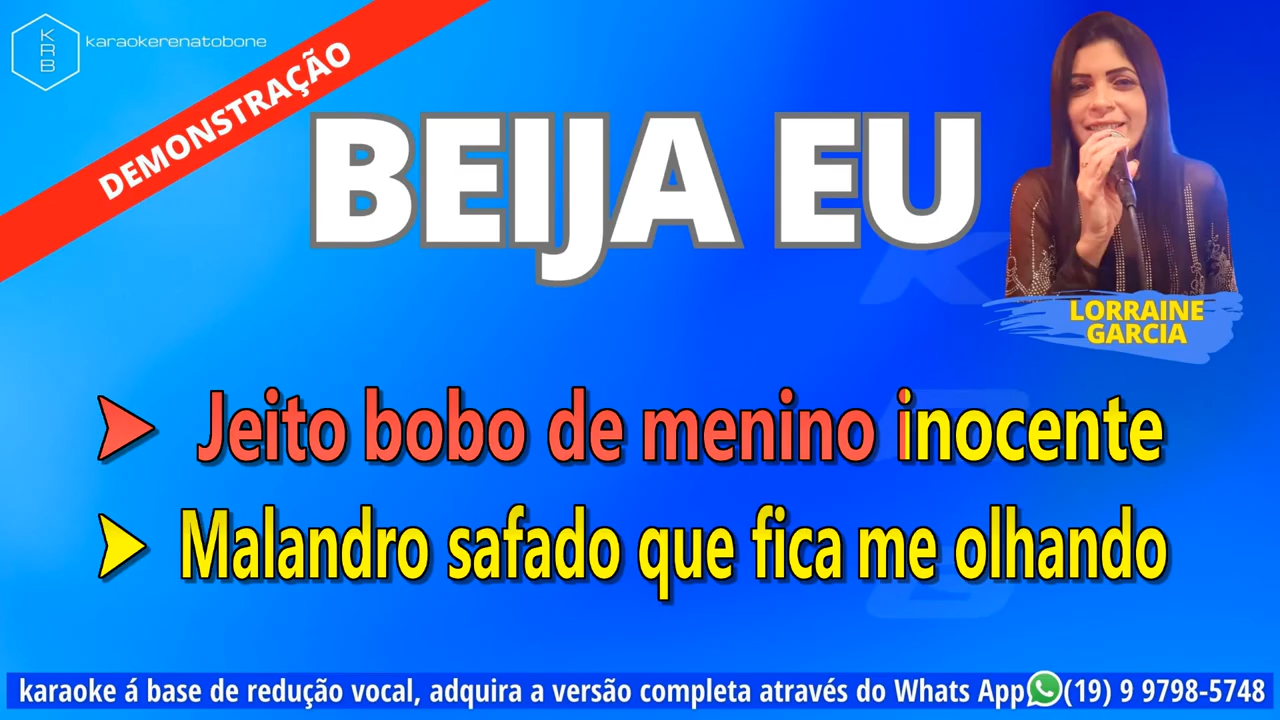 KRB
karaokerenatobone
DEMONSTRAÇÃO
BEIJA EU
LORRAINE
GARCIA
Jeito bobo de menino inocente
Malandro safado que fica me olhando
karaoke á base de redução vocal, adquira a versão completa através do Whats App (19) 9 9798-5748